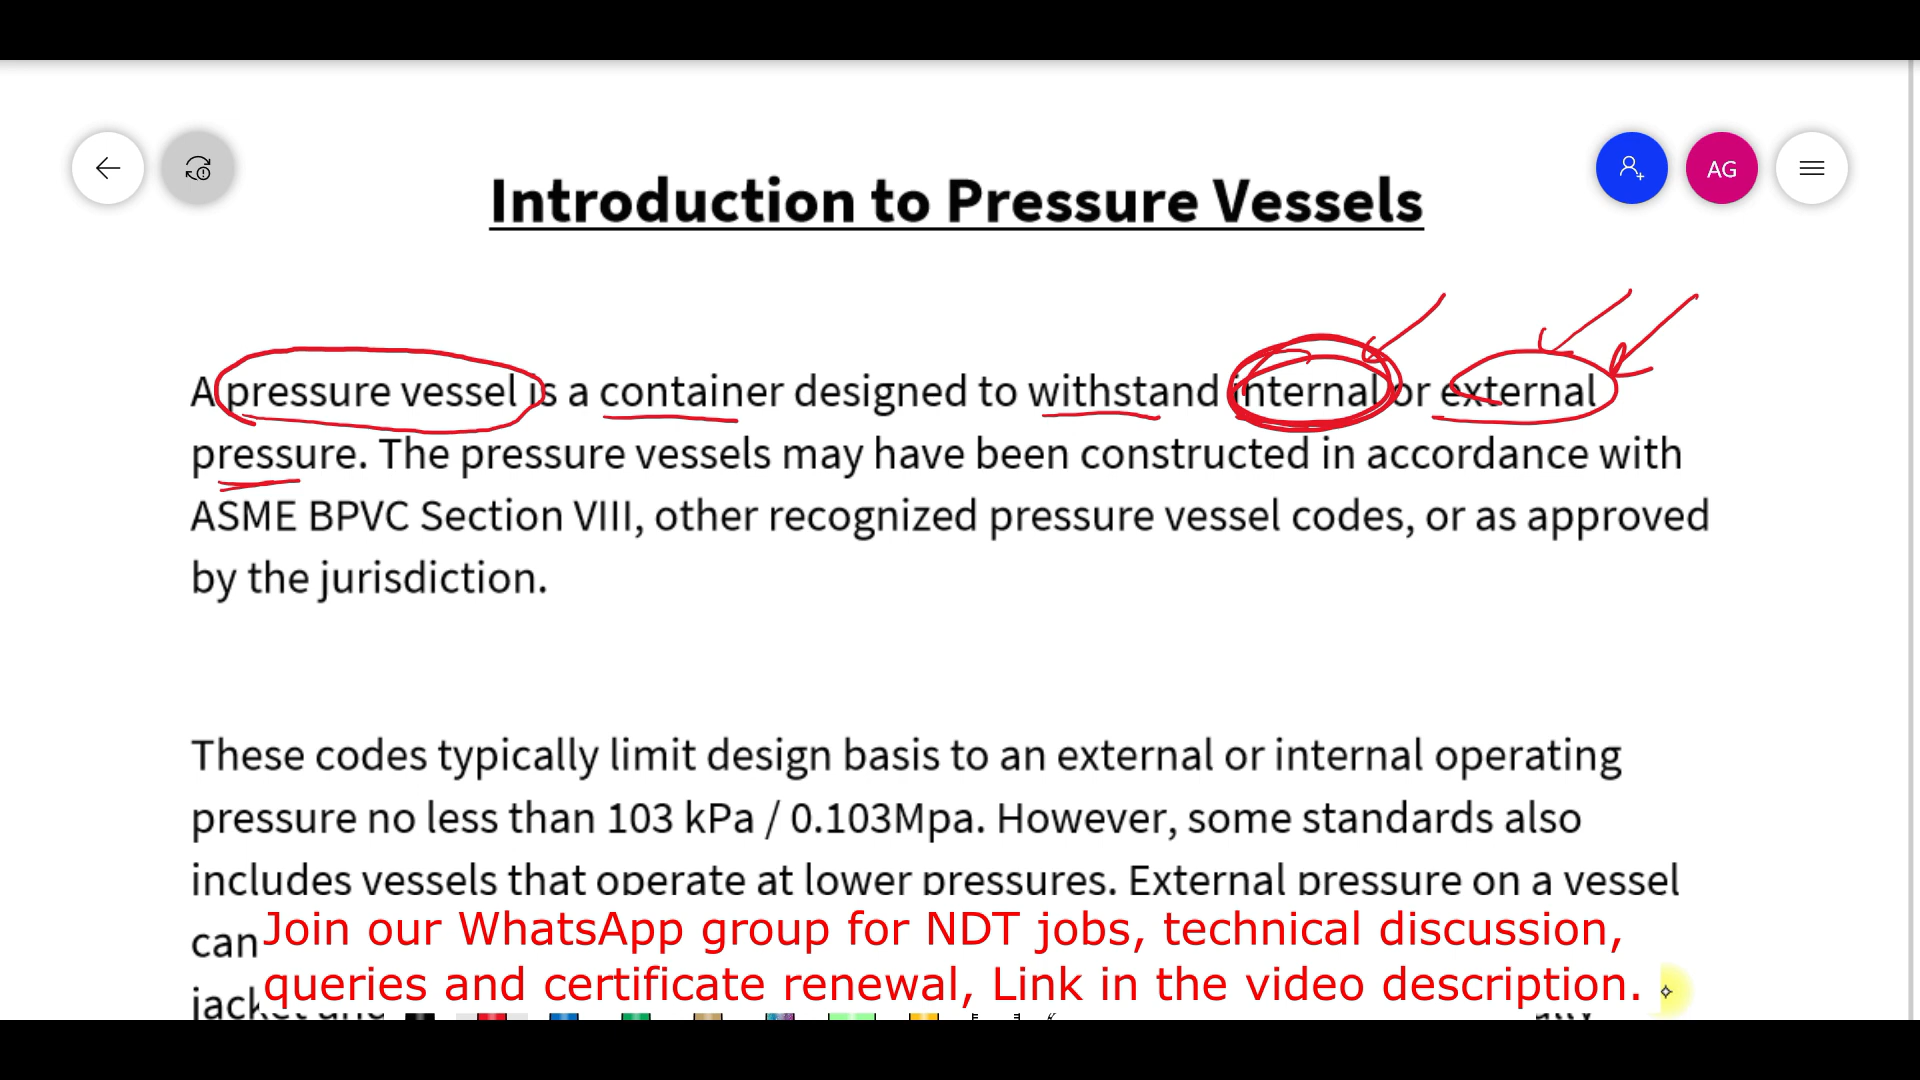 AG
Introduction to Pressure Vessels
A pressure vessel is a container designed to withstand internal or external
pressure. The pressure vessels may have been constructed in accordance with
ASME BPVC Section VIII, other recognized pressure vessel codes, or as approved
by the jurisdiction.
These codes typically limit design basis to an external or internal operating
pressure no less than 103 kPa / 0.103Mpa. However, some standards also
includes vessels that operate at lower pressures. External pressure on a vessel
can
Join our WhatsApp group for NDT jobs, technical discussion,
queries and certificate renewal, Link in the video description.